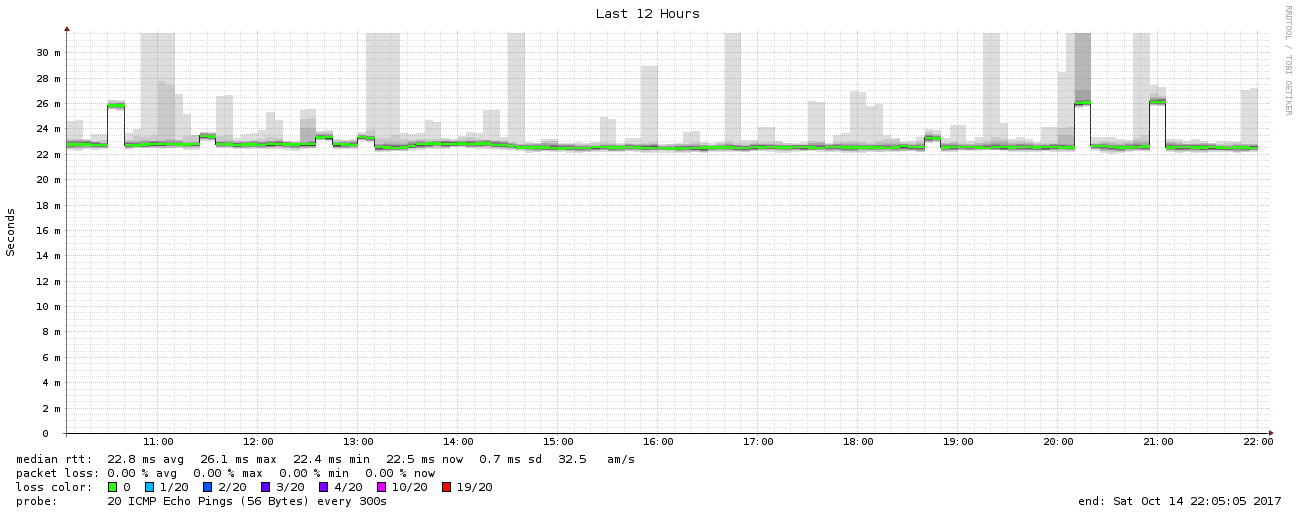 Last 12 Hours
RRDTOOL / TOBI OETIKER
Seconds
30 m
28 m
26 m
24 m
22 m
20 m
18 m
16 m
14 m
12 m
10 m
8 m
6 m
4 m
2 m
0
11:00 12:00 13:00 14:00 15:00 16:00 17:00 18:00 19:00 20:00 21:00 22:00
median rtt: 22.8 ms avg 26.1 ms max 22.4 ms min 22.5 ms now 0.7 ms sd 32.5 am/s
packet loss: 0.00 % avg 0.00 % max 0.00 % min 0.00 % now
loss color: 0 1/20 2/20 3/20 4/20 10/20 19/20
probe: 20 ICMP Echo Pings (56 Bytes) every 300s end: Sat Oct 14 22:05:05 2017